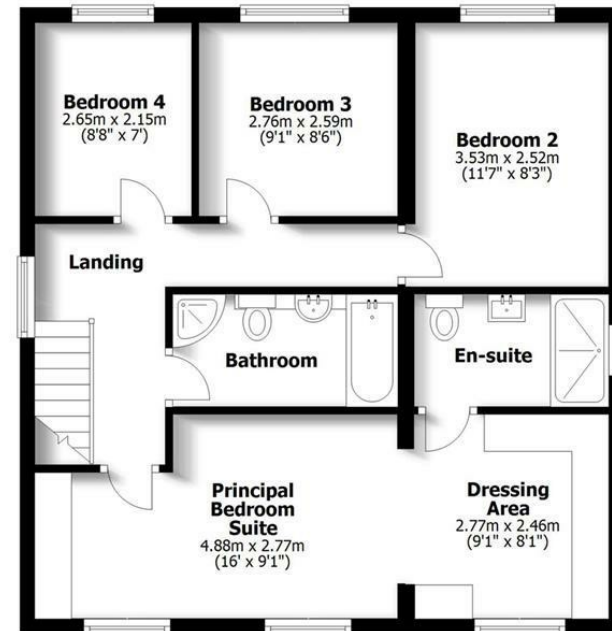 Bedroom 4
2.65m x 2.15m
(8'8" x 7')
Bedroom 3
2.76m x 2.59m
(9'1" x 8'6")
Bedroom 2
3.53m x 2.52m
(11'7" x 8'3")
Landing
Bathroom
En-suite
Principal
Bedroom
Suite
4.88m x 2.77m
(16' x 9'1")
Dressing
Area
2.77m x 2.46m
(9'1" x 8'1")